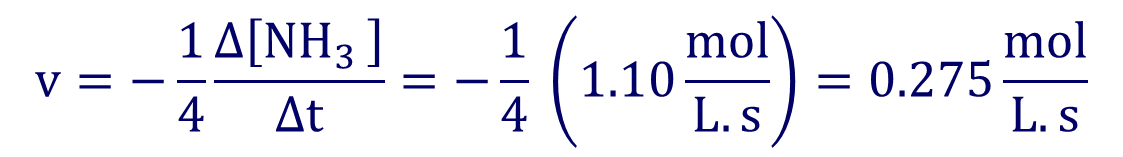 v = − 1/4 Δ[NH₃ ]/Δt = − 1/4 (1.10 mol/L. s) = 0.275 mol/L. s